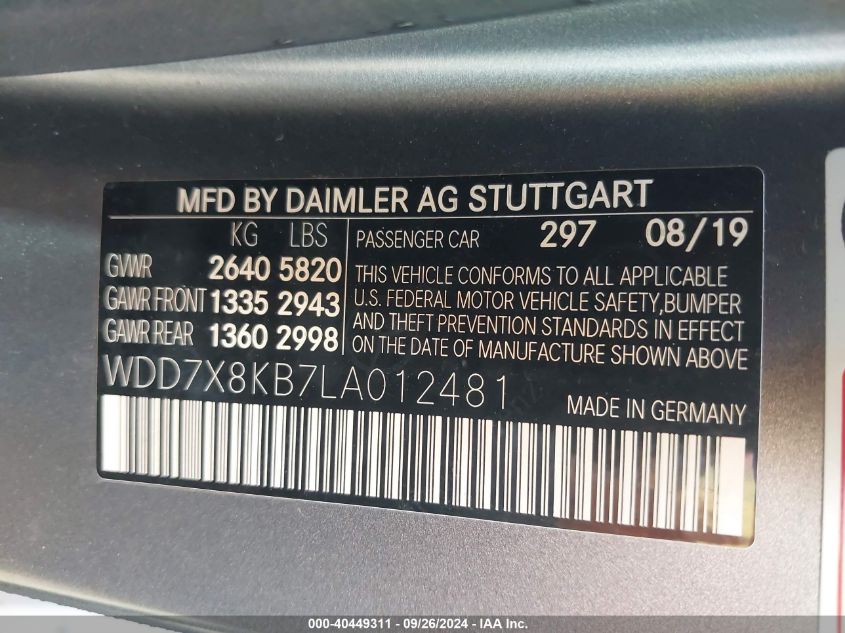 MFD BY DAIMLER AG STUTTGART
KG LBS
GVWR 2640 5820
GAWR FRONT 1335 2943
GAWR REAR 1360 2998
PASSENGER CAR 297 08/19
THIS VEHICLE CONFORMS TO ALL APPLICABLE
U.S. FEDERAL MOTOR VEHICLE SAFETY,BUMPER
AND THEFT PREVENTION STANDARDS IN EFFECT
ON THE DATE OF MANUFACTURE SHOWN ABOVE
WDD7X8KB7LA012481
MADE IN GERMANY
000-40449311 - 09/26/2024 - IAA Inc.